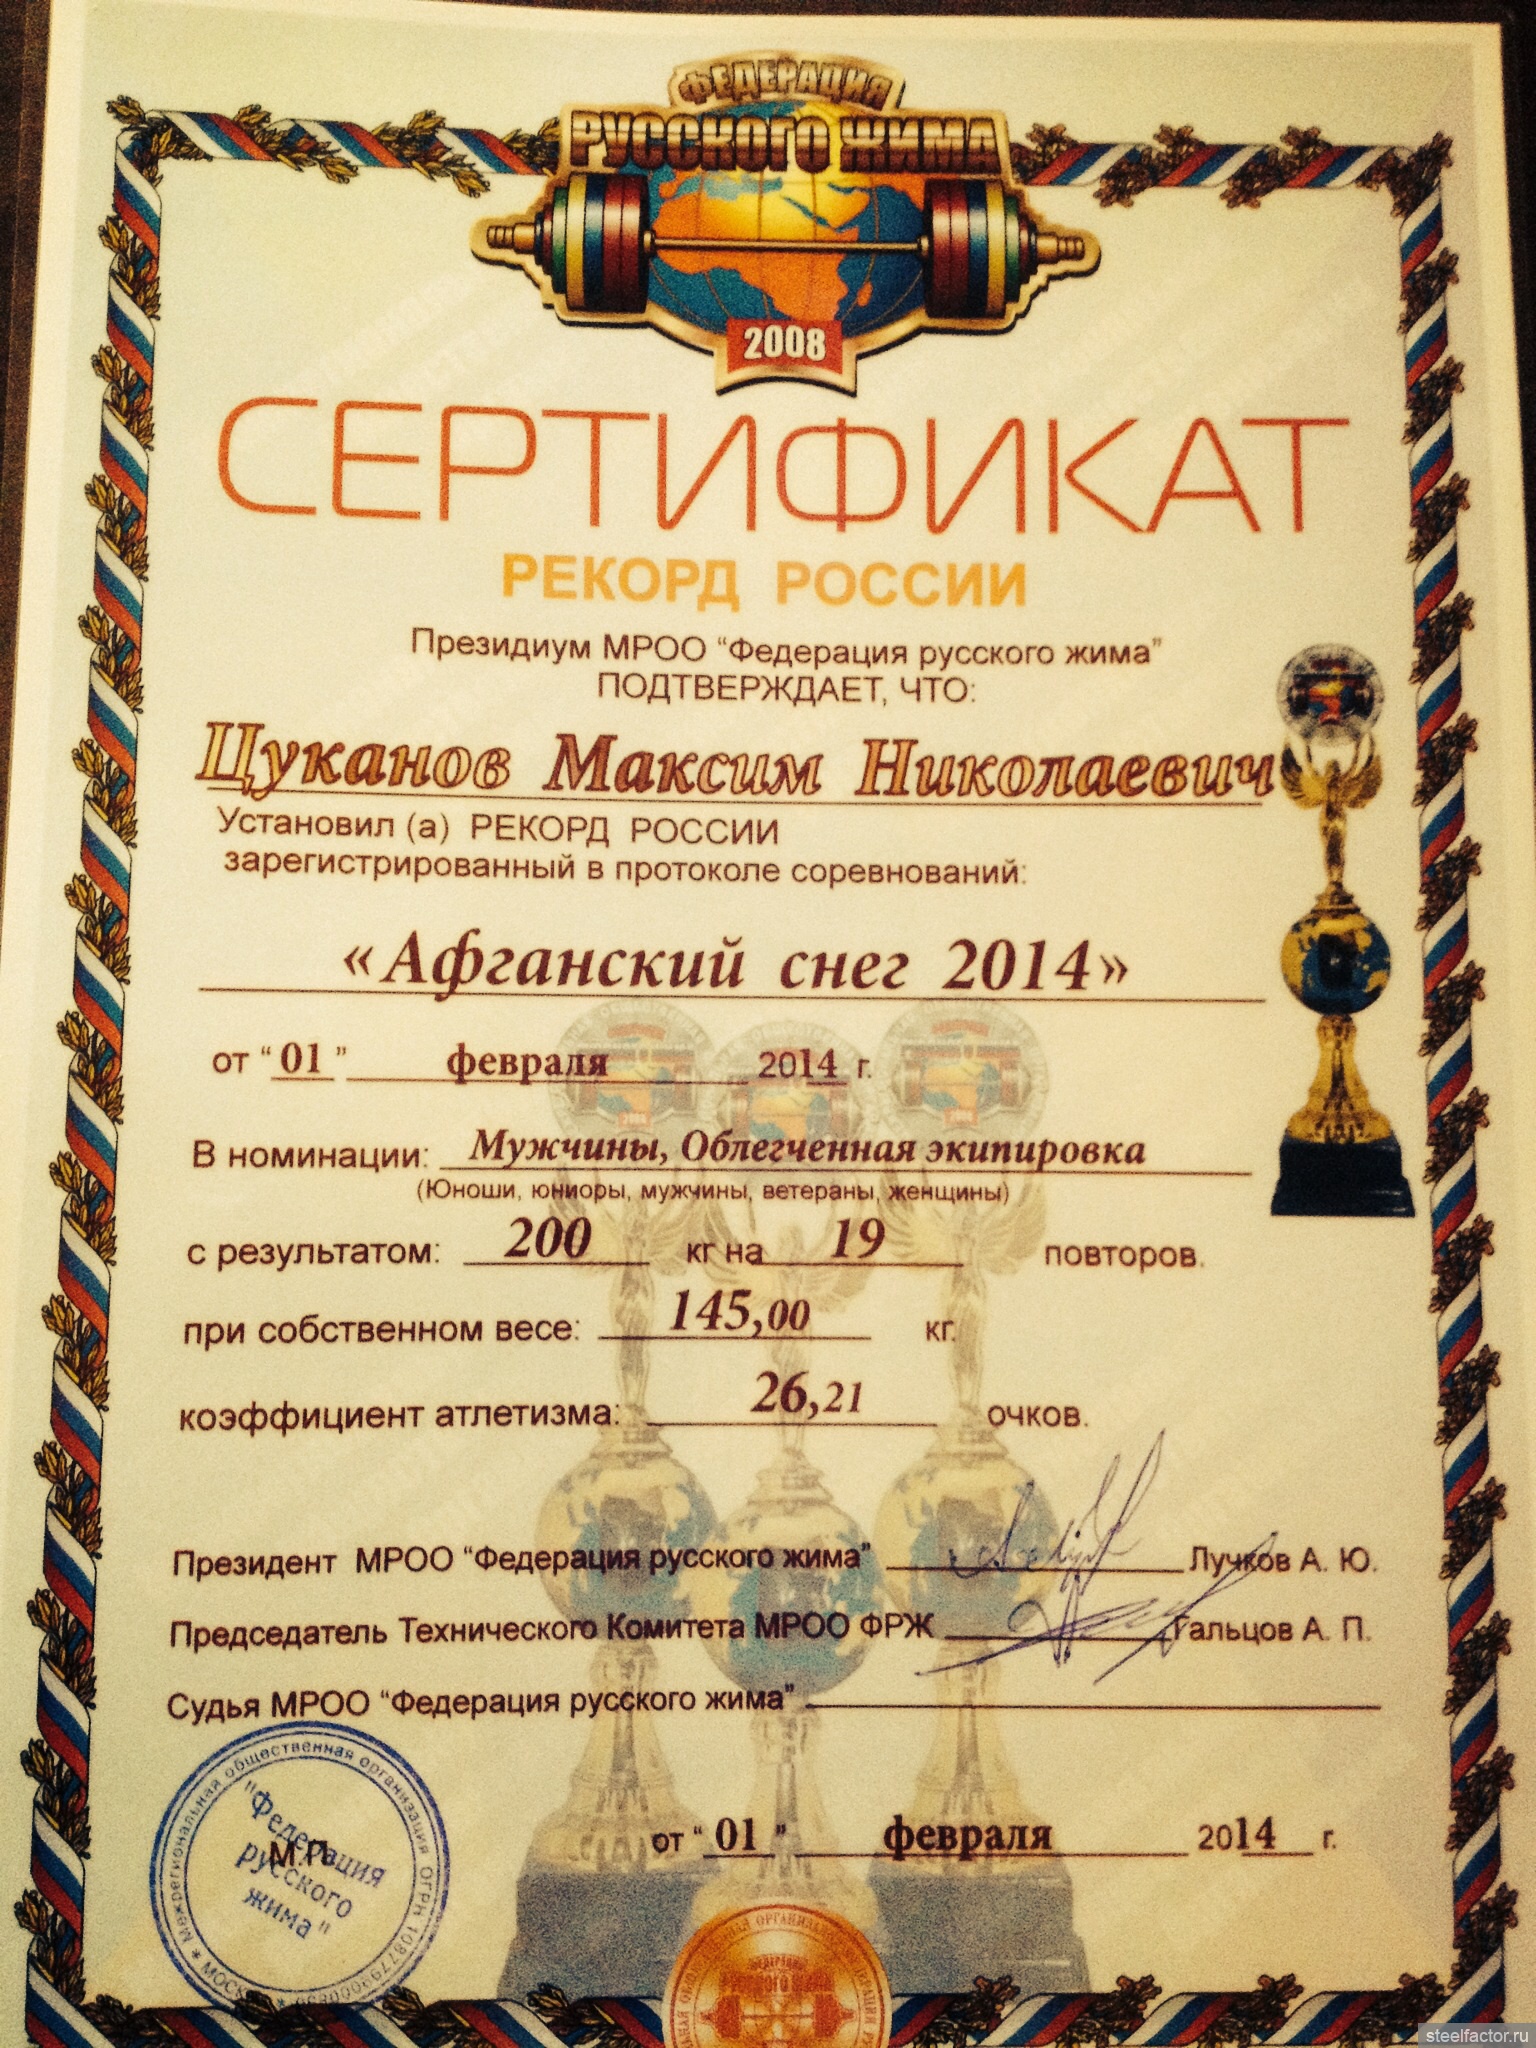 ФЕДЕРАЦИЯ
РУССКОГО ЖИМА
2008
СЕРТИФИКАТ
РЕКОРД РОССИИ
Президиум МРОО “Федерация русского жима”
ПОДТВЕРЖДАЕТ, ЧТО:
Цуканов Максим Николаевич
Установил (а) РЕКОРД РОССИИ
зарегистрированный в протоколе соревнований:
«Афганский снег 2014»
от “ 01 ” февраля 2014 г.
В номинации: Мужчины, Облегченная экипировка
(Юноши, юниоры, мужчины, ветераны, женщины)
с результатом: 200 кг на 19 повторов.
при собственном весе: 145,00 кг.
коэффициент атлетизма: 26,21 очков.
Президент МРОО “Федерация русского жима” Лучков А. Ю.
Председатель Технического Комитета МРОО ФРЖ Гальцов А. П.
Судья МРОО “Федерация русского жима”
Межрегиональная общественная организация ОГРН
"Федерация
русского
жима"
М.П.
от “ 01 ” февраля 2014 г.
steelfactor.ru